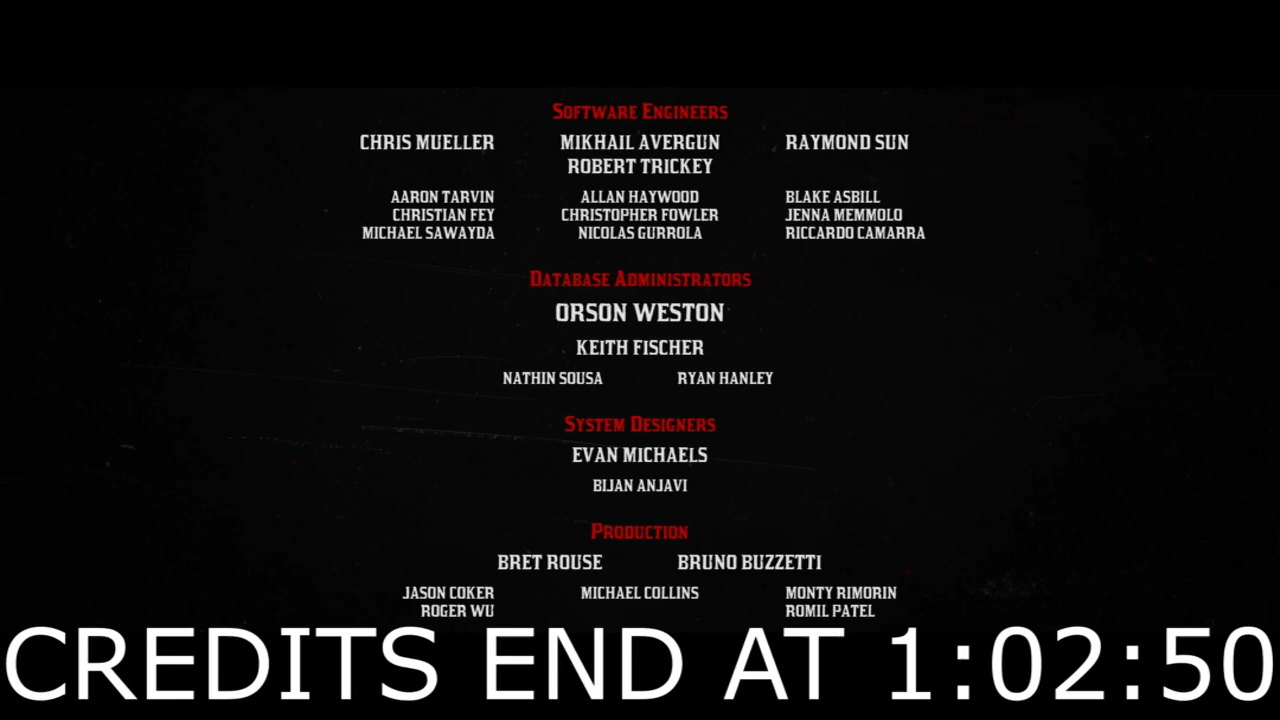 SOFTWARE ENGINEERS
CHRIS MUELLER MIKHAIL AVERGUN RAYMOND SUN
ROBERT TRICKEY
AARON TARVIN ALLAN HAYWOOD BLAKE ASBILL
CHRISTIAN FEY CHRISTOPHER FOWLER JENNA MEMMOLO
MICHAEL SAWAYDA NICOLAS GURROLA RICCARDO CAMARRA
DATABASE ADMINISTRATORS
ORSON WESTON
KEITH FISCHER
NATHIN SOUSA RYAN HANLEY
SYSTEM DESIGNERS
EVAN MICHAELS
BIJAN ANJAVI
PRODUCTION
BRET ROUSE BRUNO BUZZETTI
JASON COKER MICHAEL COLLINS MONTY RIMORIN
ROGER WU ROMIL PATEL
CREDITS END AT 1:02:50